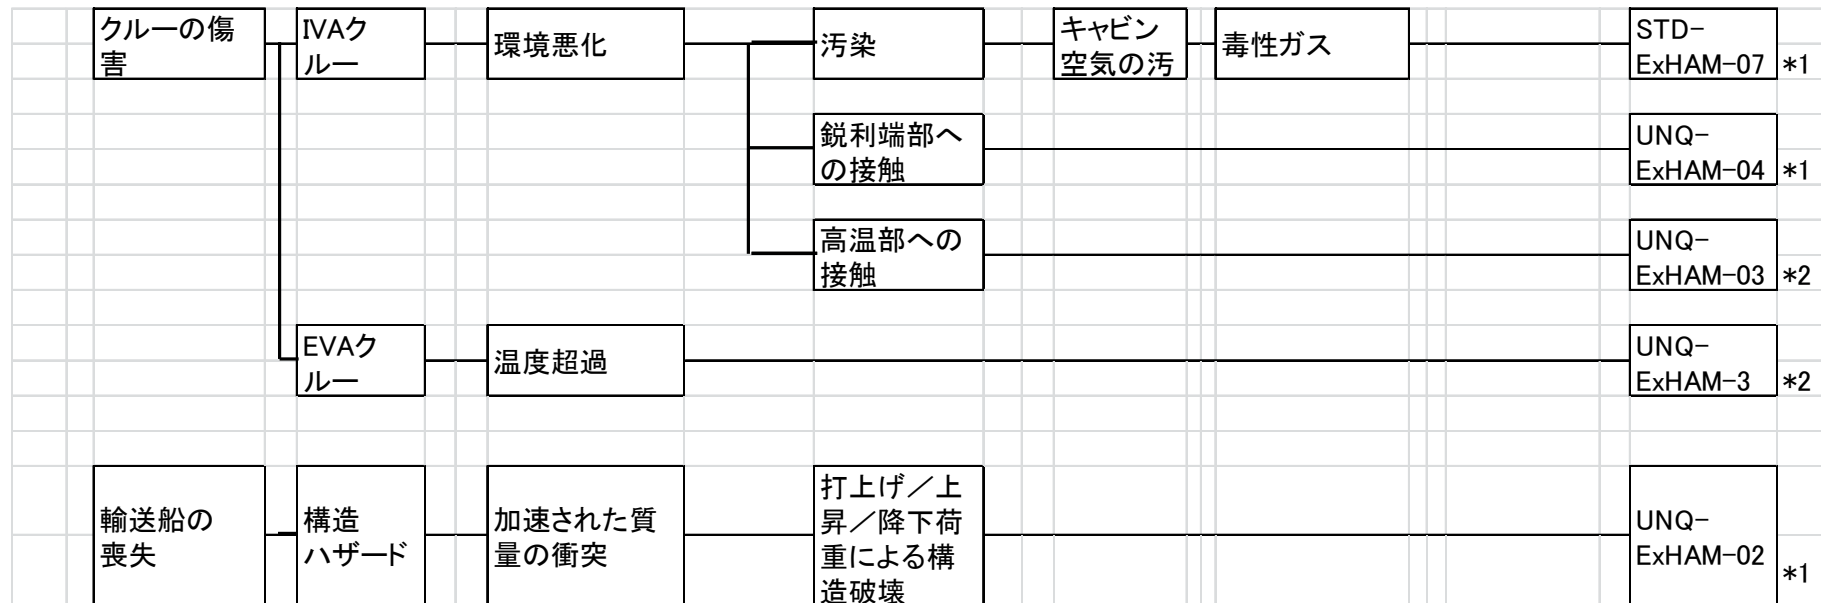 クルーの傷
害
IVAク
ルー
環境悪化
汚染
キャビン
空気の汚
毒性ガス
STD-
ExHAM-07
*1
鋭利端部へ
の接触
UNQ-
ExHAM-04
*1
高温部への
接触
UNQ-
ExHAM-03
*2
EVAク
ルー
温度超過
UNQ-
ExHAM-3
*2
輸送船の
喪失
構造
ハザード
加速された質
量の衝突
打上げ／上
昇／降下荷
重による構
造破壊
UNQ-
ExHAM-02
*1